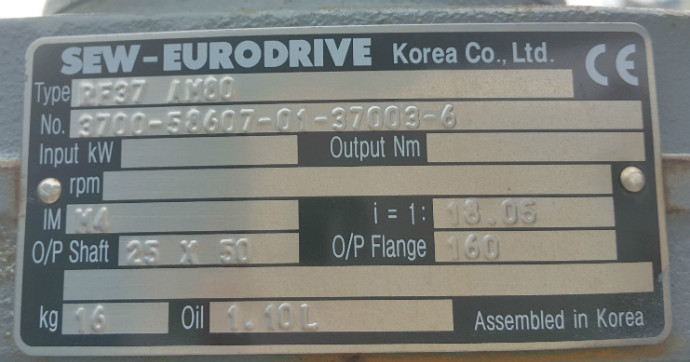 SEW-EURODRIVE Korea Co., Ltd. CE
Type RF37 AM80
No. 3700-58607-01-37003-6
Input kW Output Nm
rpm
IM M4 i = 1: 18.05
O/P Shaft 25 X 50 O/P Flange 160
kg 16 Oil 1.10L Assembled in Korea